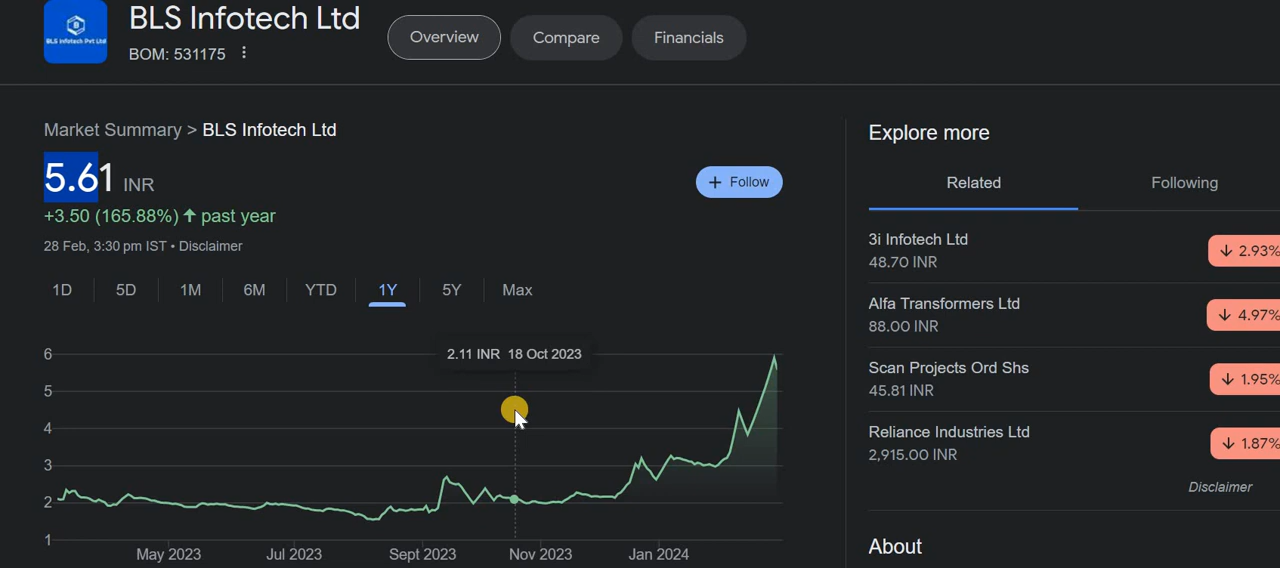 BLS Infotech Pvt Ltd
BLS Infotech Ltd
BOM: 531175
Overview
Compare
Financials
Market Summary > BLS Infotech Ltd
5.61 INR
+ Follow
+3.50 (165.88%) ↑ past year
28 Feb, 3:30 pm IST • Disclaimer
1D
5D
1M
6M
YTD
1Y
5Y
Max
2.11 INR 18 Oct 2023
6
5
4
3
2
1
May 2023
Jul 2023
Sept 2023
Nov 2023
Jan 2024
Explore more
Related
Following
3i Infotech Ltd
48.70 INR
↓ 2.93%
Alfa Transformers Ltd
88.00 INR
↓ 4.97%
Scan Projects Ord Shs
45.81 INR
↓ 1.95%
Reliance Industries Ltd
2,915.00 INR
↓ 1.87%
Disclaimer
About